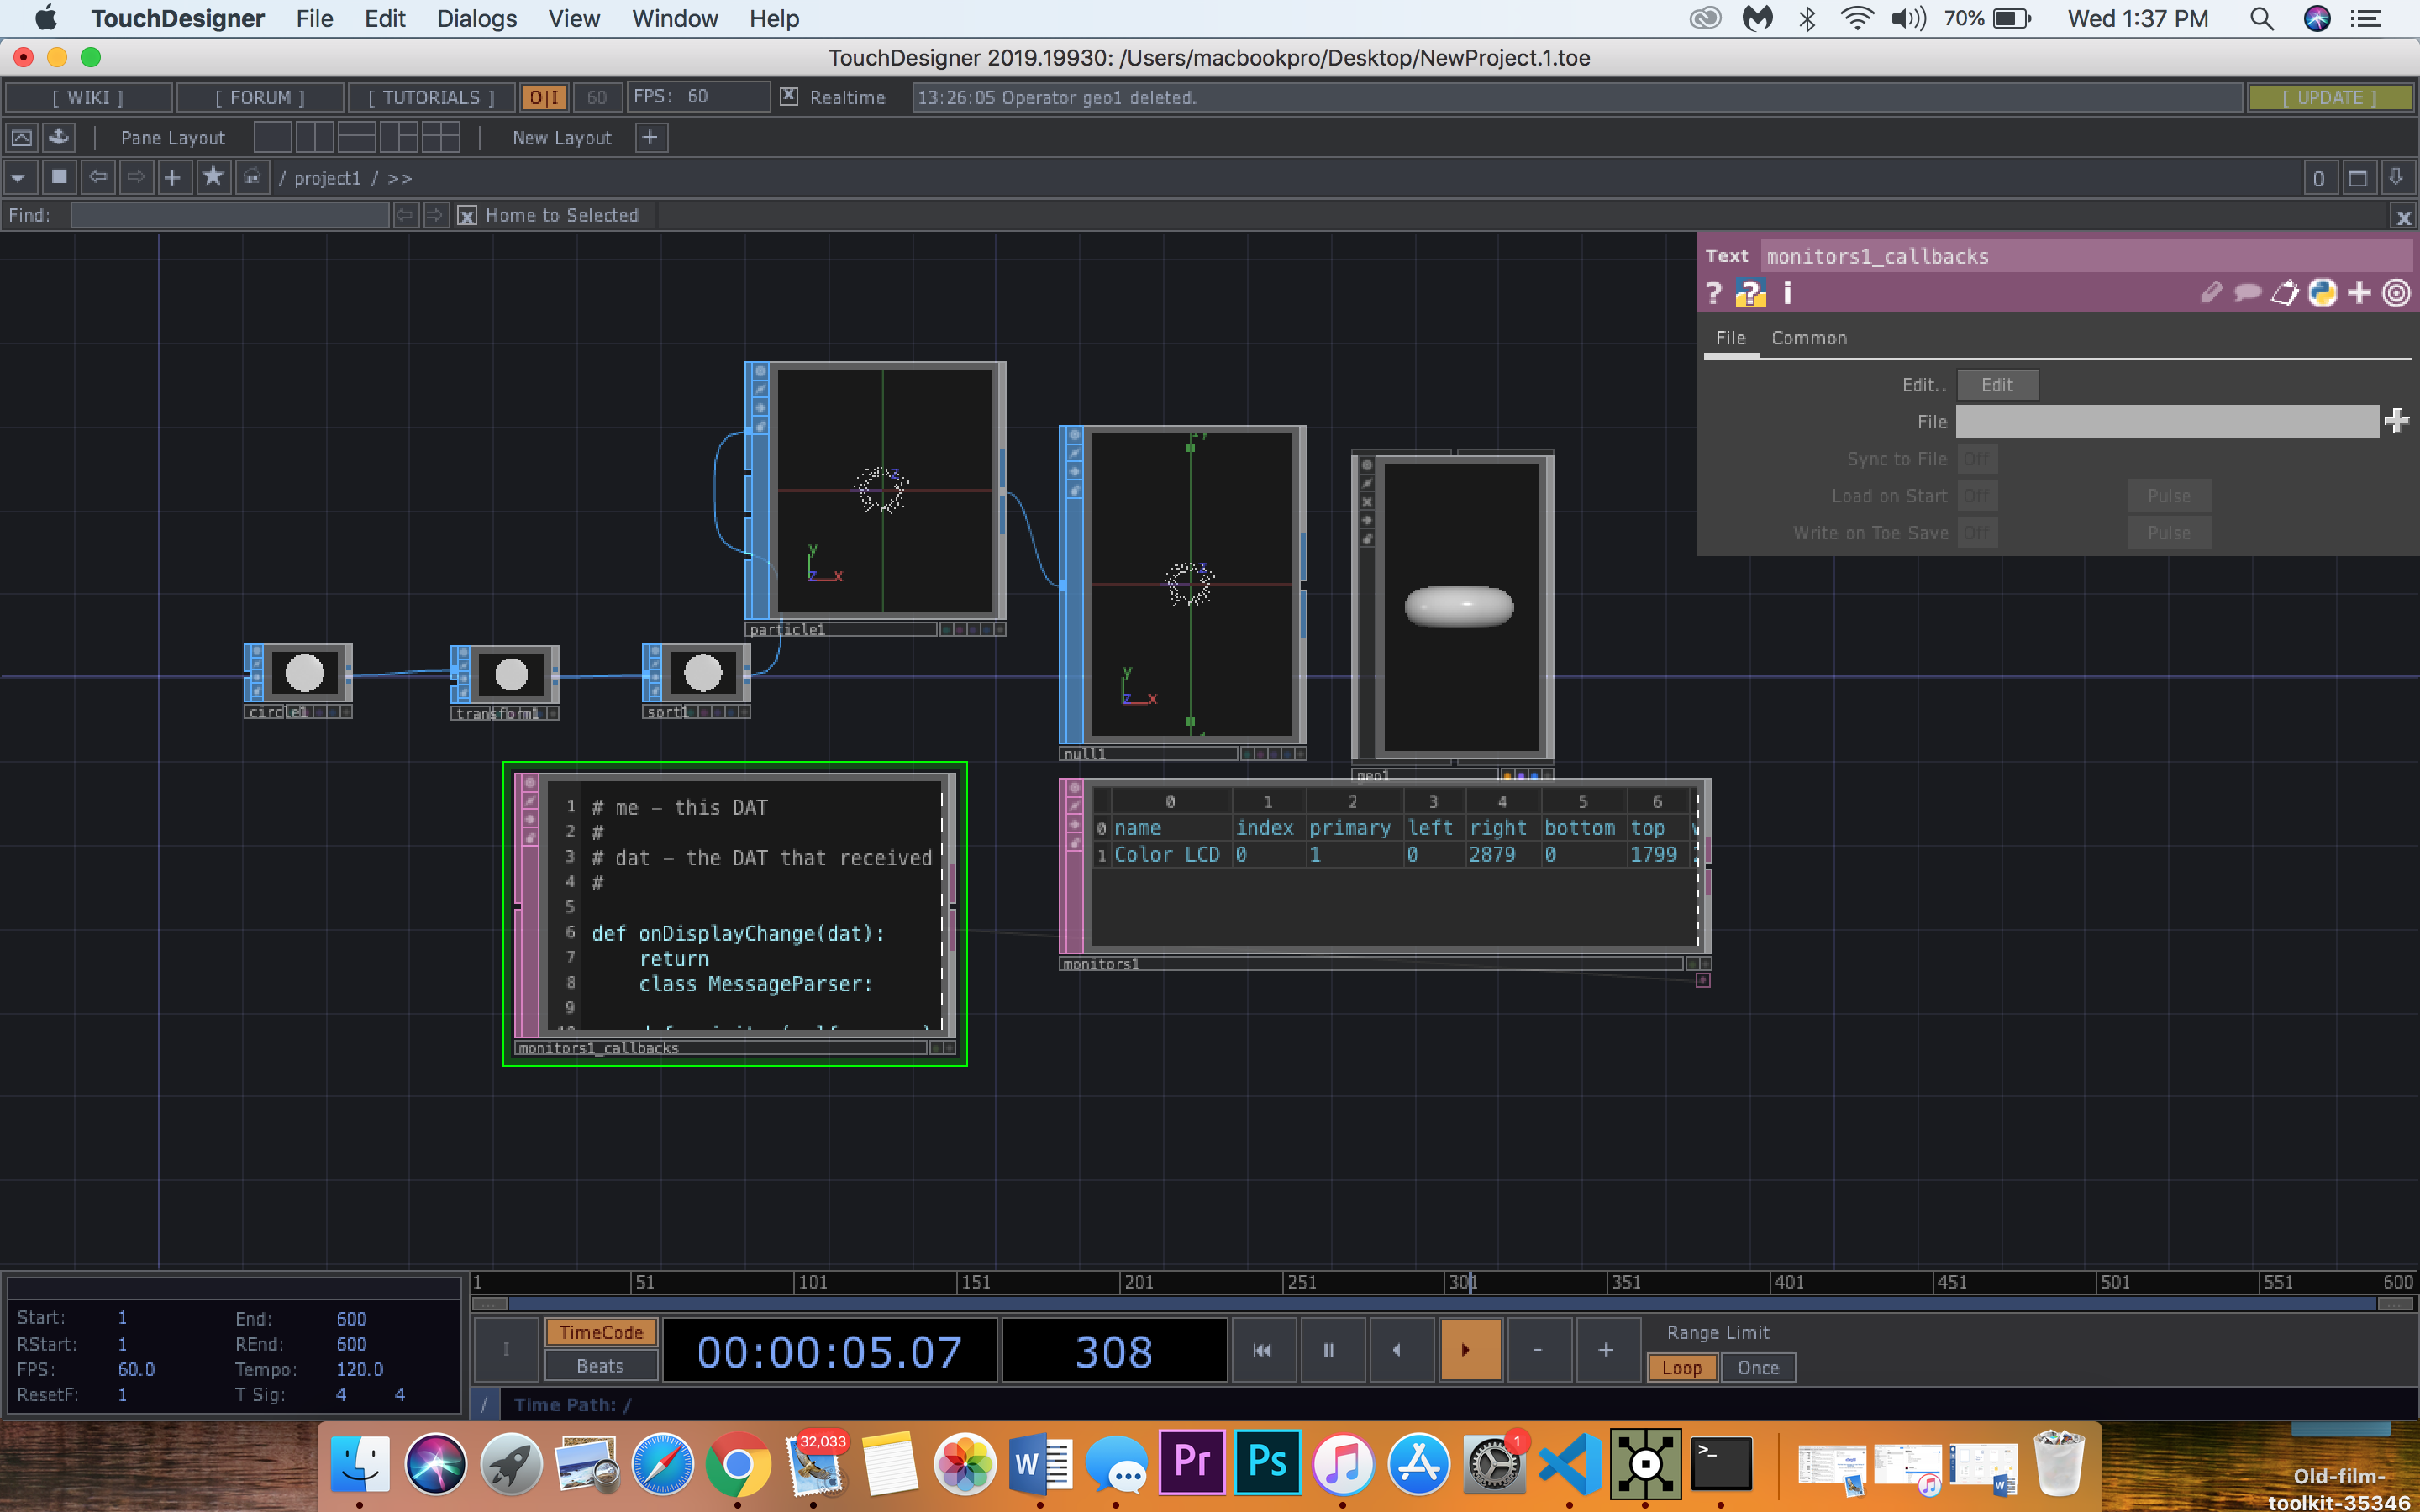 TouchDesigner File Edit Dialogs View Window Help 70% Wed 1:37 PM
TouchDesigner 2019.19930: /Users/macbookpro/Desktop/NewProject.1.toe
[ WIKI ] [ FORUM ] [ TUTORIALS ] O|I 60 FPS: 60 Realtime 13:26:05 Operator geo1 deleted. [ UPDATE ]
Pane Layout New Layout +
/ project1 / >> 0
Find: Home to Selected x
Text monitors1_callbacks
? ? i
File Common
Edit.. Edit
File
Sync to File Off
Load on Start Off Pulse
Write on Toe Save Off Pulse
z
y
z x
particle1
z
y
z x
null1
geo1
circle1
transform1
sort1
1 # me - this DAT
2 #
3 # dat - the DAT that received
4 #
5
6 def onDisplayChange(dat):
7 return
8 class MessageParser:
9
monitors1_callbacks
0 1 2 3 4 5 6
0 name index primary left right bottom top
1 Color LCD 0 1 0 2879 0 1799
monitors1
1 51 101 151 201 251 301 351 401 451 501 551 600
Start: 1 End: 600
RStart: 1 REnd: 600
FPS: 60.0 Tempo: 120.0
ResetF: 1 T Sig: 4 4
TimeCode
Beats
00:00:05.07
308
- +
Range Limit
Loop Once
/ Time Path: /
32,033
W
Pr
Ps
1
>_
Old-film-
toolkit-35346